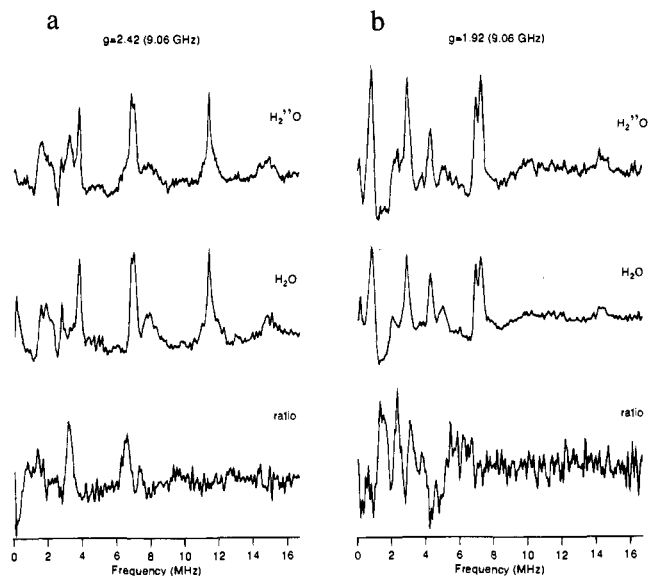 a
g=2.42 (9.06 GHz)
H₂’’O
H₂O
ratio
0 2 4 6 8 10 12 14 16
Frequency (MHz)
b
g=1.92 (9.06 GHz)
H₂’’O
H₂O
ratio
0 2 4 6 8 10 12 14 16
Frequency (MHz)